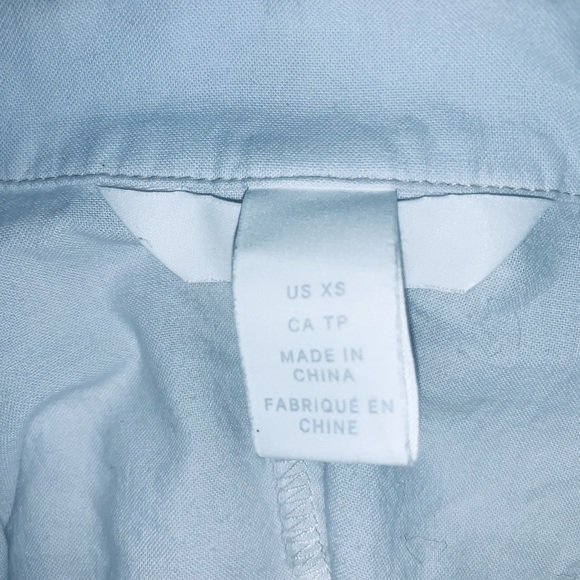 US XS
CA TP
MADE IN
CHINA
FABRIQUÉ EN
CHINE